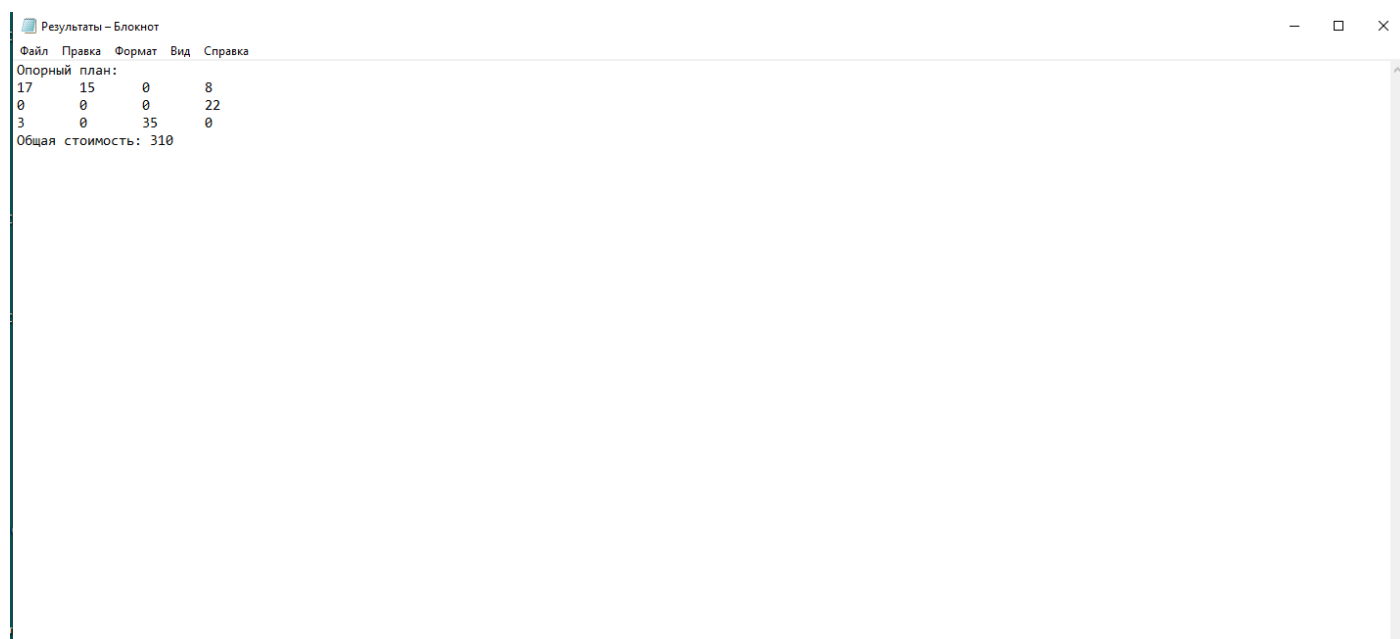 Результаты – Блокнот
Файл Правка Формат Вид Справка
Опорный план:
17 15 0 8
0 0 0 22
3 0 35 0
Общая стоимость: 310